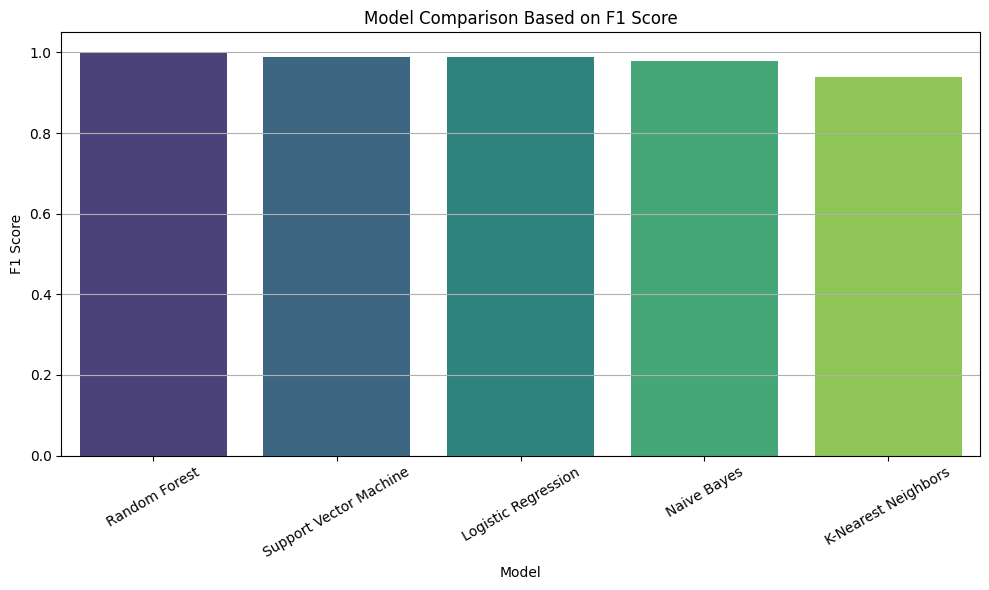 Model Comparison Based on F1 Score
F1 Score
1.0
0.8
0.6
0.4
0.2
0.0
Random Forest
Support Vector Machine
Logistic Regression
Naive Bayes
K-Nearest Neighbors
Model